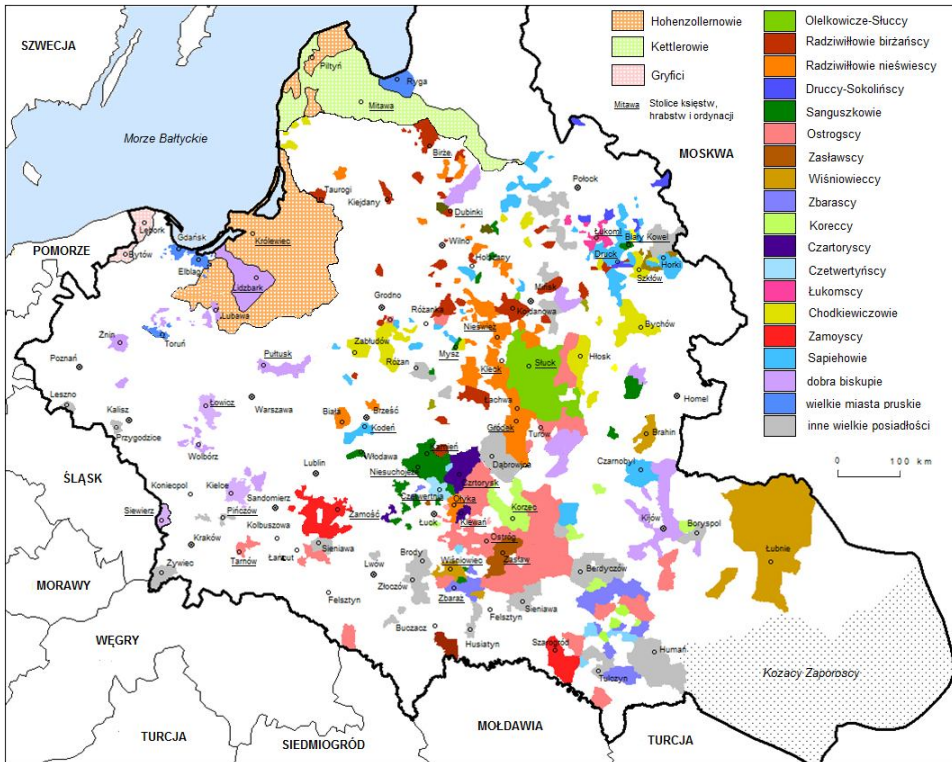 SZWECJA
Morze Bałtyckie
MOSKWA
POMORZE
ŚLĄSK
MORAWY
WĘGRY
TURCJA
SIEDMIOGRÓD
MOŁDAWIA
TURCJA
Kozacy Zaporoscy
Hohenzollernowie
Kettlerowie
Gryfici
Mitawa Stolice księstw,
hrabstw i ordynacji
Olelkowicze-Słuccy
Radziwiłłowie birżańscy
Radziwiłłowie nieświescy
Druccy-Sokolińscy
Sanguszkowie
Ostrogscy
Zasławscy
Wiśniowieccy
Zbarascy
Koreccy
Czartoryscy
Czetwertyńscy
Łukomscy
Chodkiewiczowie
Zamoyscy
Sapiehowie
dobra biskupie
wielkie miasta pruskie
inne wielkie posiadłości
0 100 km
Piltyń
Ryga
Mitawa
Birże
Połock
Taurogi
Kiejdany
Dubinki
Łukoml
Biały Kowel
Wilno
Druck
Horki
Szkłów
Lębork
Gdańsk
Bytów
Elbląg
Królewiec
Lidzbark
Lubawa
Grodno
Różanka
Mińsk
Kojdanowa
Bychów
Żnin
Toruń
Zabłudów
Różan
Mysz
Nieśwież
Kleck
Słuck
Hłosk
Poznań
Pułtusk
Leszno
Kalisz
Łowicz
Warszawa
Biała
Brześć
Kodeń
Łachwa
Gródek
Turów
Homel
Brahin
Przygodzice
Wolbórz
Włodawa
Kamień
Niesuchojeże
Dąbrowica
Czarnobyl
Koniecpol
Kielce
Lublin
Sandomierz
Czetwertnia
Czrtorysk
Ołyka
Korzec
Siewierz
Pińczów
Kolbuszowa
Zamość
Łuck
Klewań
Kijów
Boryspol
Łubnie
Kraków
Tarnów
Łańcut
Sieniawa
Ostróg
Zasław
Żywiec
Lwów
Brody
Wiśniowiec
Berdyczów
Złoczów
Zbaraż
Felsztyn
Felsztyn
Sieniawa
Buczacz
Husiatyn
Szarogród
Humań
Tulczyn